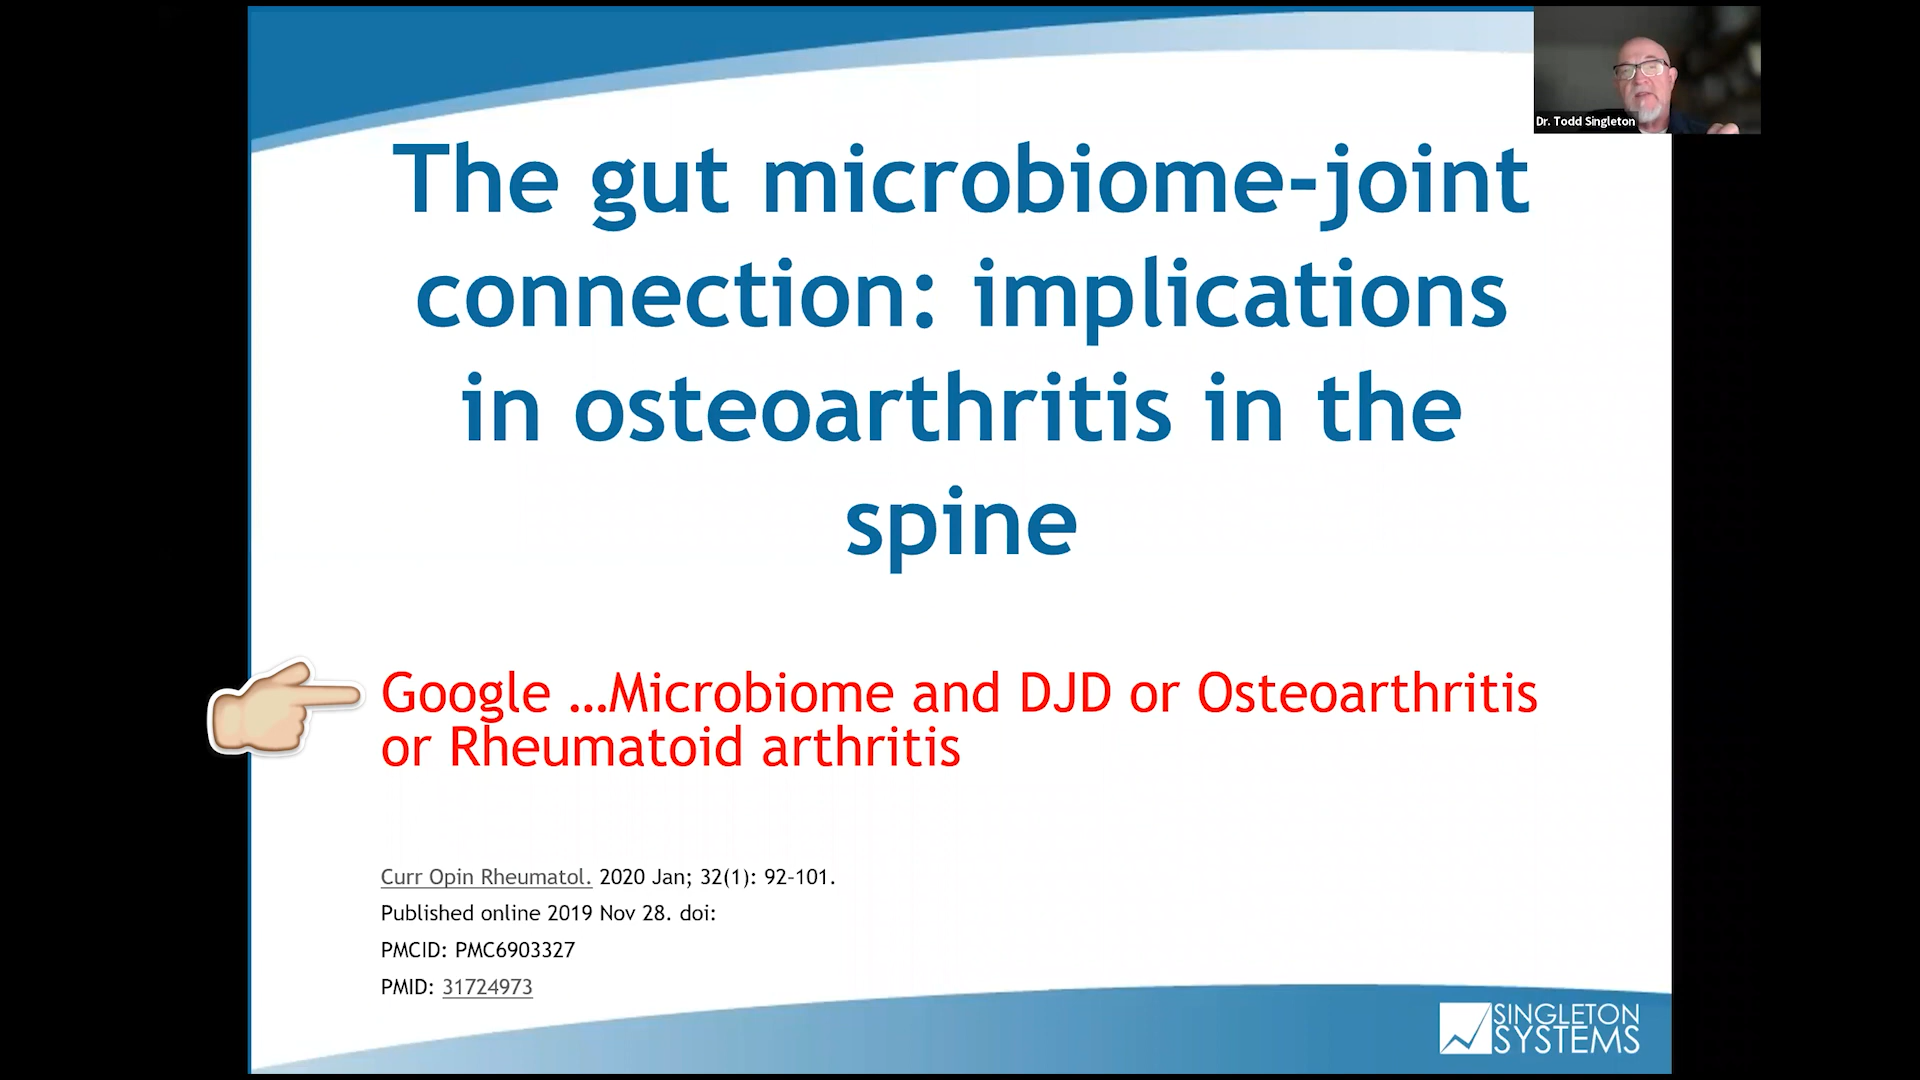 Dr. Todd Singleton
The gut microbiome-joint
connection: implications
in osteoarthritis in the
spine
Google ...Microbiome and DJD or Osteoarthritis
or Rheumatoid arthritis
Curr Opin Rheumatol. 2020 Jan; 32(1): 92–101.
Published online 2019 Nov 28. doi:
PMCID: PMC6903327
PMID: 31724973
SINGLETON
SYSTEMS